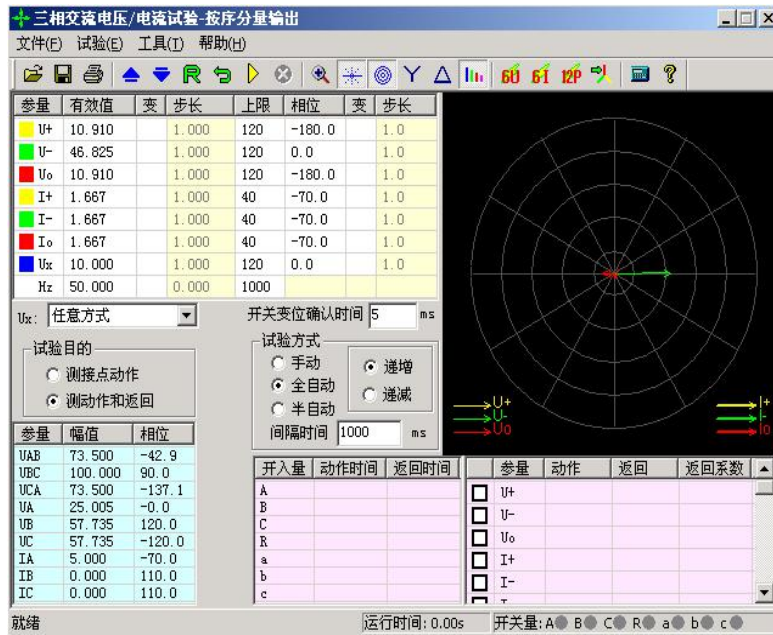 三相交流电压/电流试验-按序分量输出
文件(F) 试验(E) 工具(T) 帮助(H)
6U 6I 12P
参量 有效值 变 步长 上限 相位 变 步长
U+ 10.910 1.000 120 -180.0 1.0
U- 46.825 1.000 120 0.0 1.0
Uo 10.910 1.000 120 -180.0 1.0
I+ 1.667 1.000 40 -70.0 1.0
I- 1.667 1.000 40 -70.0 1.0
Io 1.667 1.000 40 -70.0 1.0
Ux 10.000 1.000 120 0.0 1.0
Hz 50.000 0.000 1000
Ux: 任意方式
开关变位确认时间 5 ms
试验目的
测接点动作
测动作和返回
试验方式
手动
全自动
半自动
递增
递减
间隔时间 1000 ms
U+
U-
Uo
I+
I-
Io
参量 幅值 相位
UAB 73.500 -42.9
UBC 100.000 90.0
UCA 73.500 -137.1
UA 25.005 -0.0
UB 57.735 120.0
UC 57.735 -120.0
IA 5.000 -70.0
IB 0.000 110.0
IC 0.000 110.0
开入量 动作时间 返回时间
A
B
C
R
a
b
c
参量 动作 返回 返回系数
U+
U-
Uo
I+
I-
就绪
运行时间: 0.00s
开关量: A B C R a b c